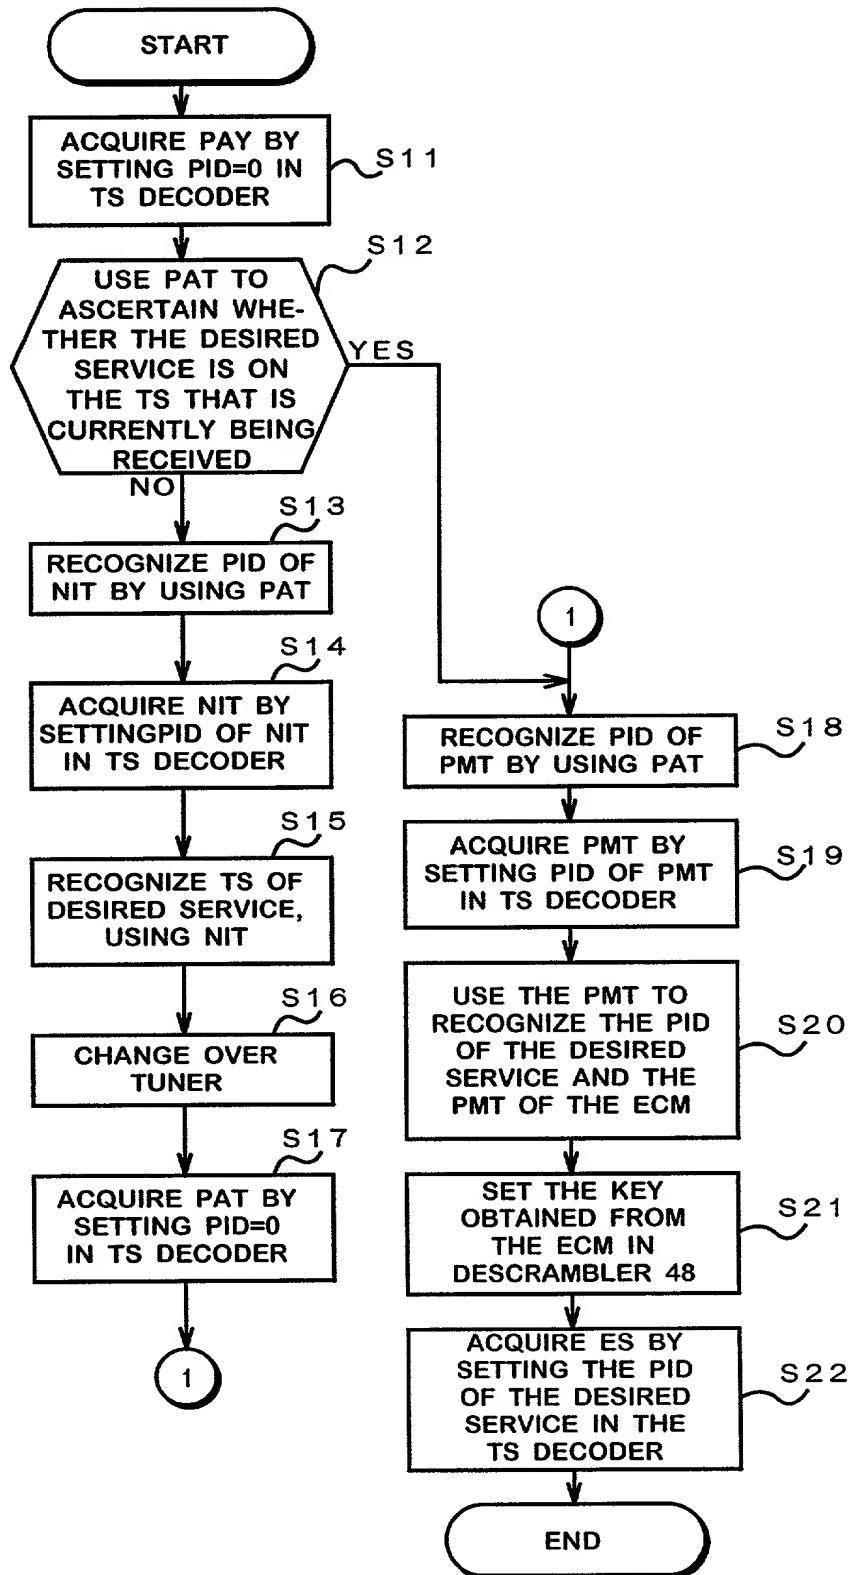 START
ACQUIRE PAY BY
SETTING PID=0 IN
TS DECODER
S11
USE PAT TO
ASCERTAIN WHE-
THER THE DESIRED
SERVICE IS ON
THE TS THAT IS
CURRENTLY BEING
RECEIVED
S12
YES
NO
RECOGNIZE PID OF
NIT BY USING PAT
S13
ACQUIRE NIT BY
SETTINGPID OF NIT
IN TS DECODER
S14
RECOGNIZE TS OF
DESIRED SERVICE,
USING NIT
S15
CHANGE OVER
TUNER
S16
ACQUIRE PAT BY
SETTING PID=0
IN TS DECODER
S17
1
1
RECOGNIZE PID OF
PMT BY USING PAT
S18
ACQUIRE PMT BY
SETTING PID OF PMT
IN TS DECODER
S19
USE THE PMT TO
RECOGNIZE THE PID
OF THE DESIRED
SERVICE AND THE
PMT OF THE ECM
S20
SET THE KEY
OBTAINED FROM
THE ECM IN
DESCRAMBLER 48
S21
ACQUIRE ES BY
SETTING THE PID
OF THE DESIRED
SERVICE IN THE
TS DECODER
S22
END